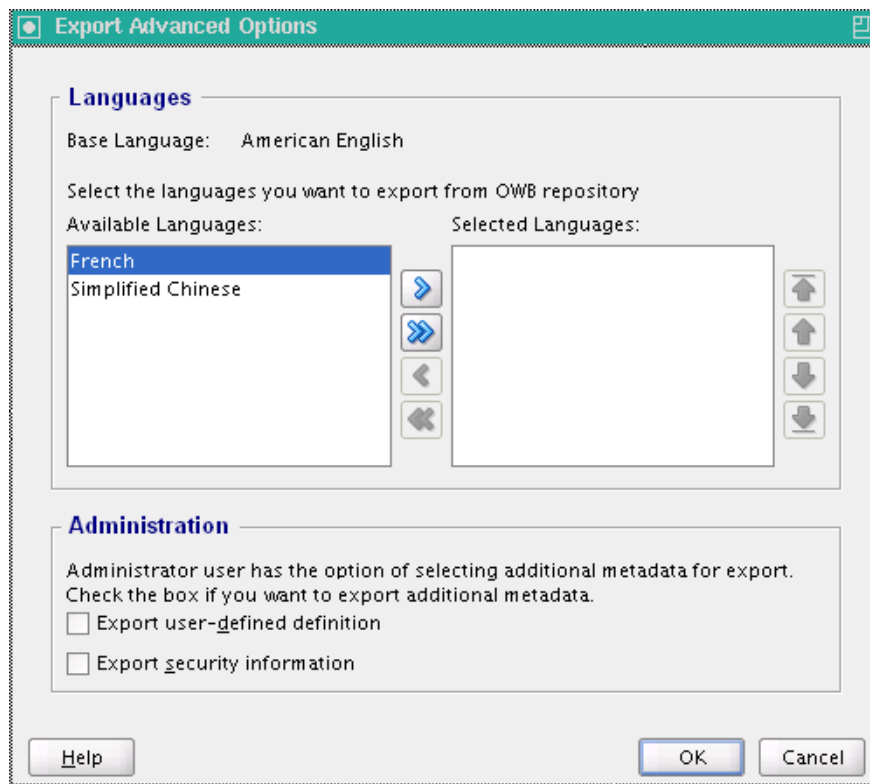 Export Advanced Options
Languages
Base Language: American English
Select the languages you want to export from OWB repository
Available Languages: Selected Languages:
French
Simplified Chinese
Administration
Administrator user has the option of selecting additional metadata for export.
Check the box if you want to export additional metadata.
Export user-defined definition
Export security information
Help OK Cancel